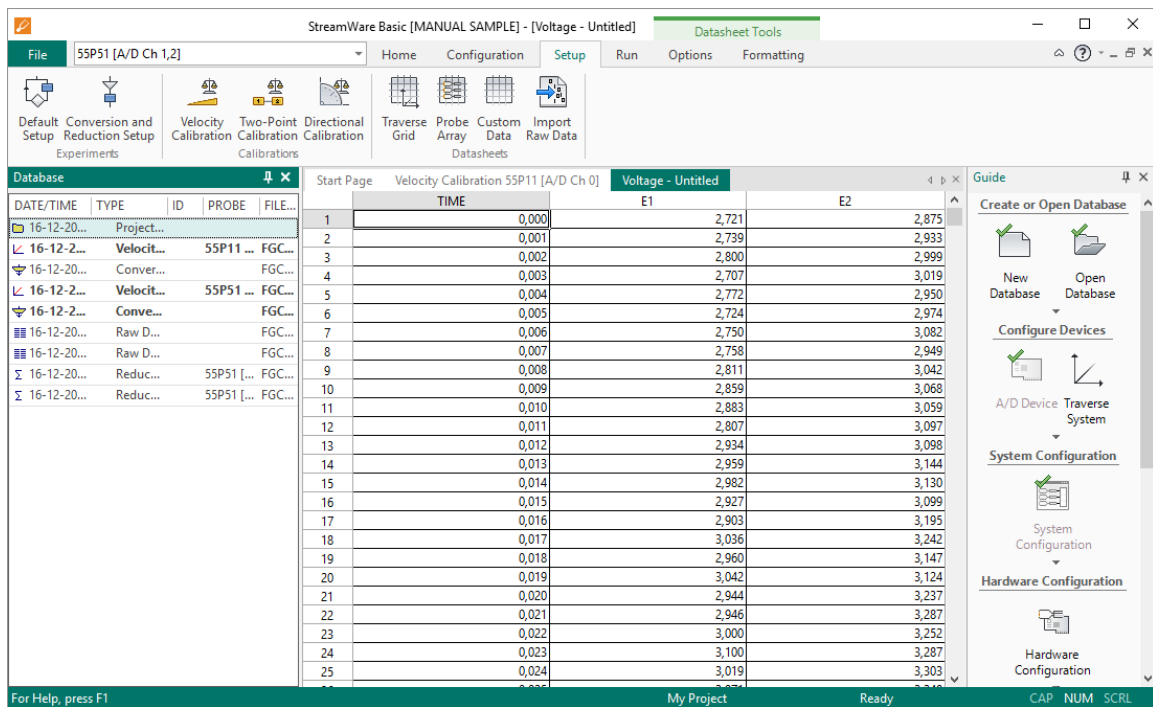 StreamWare Basic [MANUAL SAMPLE] - [Voltage - Untitled]
Datasheet Tools
File 55P51 [A/D Ch 1,2] Home Configuration Setup Run Options Formatting
Default Setup
Conversion and Reduction Setup
Velocity Calibration
Two-Point Calibration
Directional Calibration
Traverse Grid
Probe Array
Custom Data
Import Raw Data
Experiments Calibrations Datasheets
Database
DATE/TIME TYPE ID PROBE FILE...
16-12-20... Project...
16-12-2... Velocit... 55P11 ... FGC...
16-12-20... Conver... FGC...
16-12-2... Velocit... 55P51 ... FGC...
16-12-2... Conve... FGC...
16-12-20... Raw D... FGC...
16-12-20... Raw D... FGC...
16-12-20... Reduc... 55P51 [... FGC...
16-12-20... Reduc... 55P51 [... FGC...
Start Page Velocity Calibration 55P11 [A/D Ch 0] Voltage - Untitled
TIME E1 E2
1 0,000 2,721 2,875
2 0,001 2,739 2,933
3 0,002 2,800 2,999
4 0,003 2,707 3,019
5 0,004 2,772 2,950
6 0,005 2,724 2,974
7 0,006 2,750 3,082
8 0,007 2,758 2,949
9 0,008 2,811 3,042
10 0,009 2,859 3,068
11 0,010 2,883 3,059
12 0,011 2,807 3,097
13 0,012 2,934 3,098
14 0,013 2,959 3,144
15 0,014 2,982 3,130
16 0,015 2,927 3,099
17 0,016 2,903 3,195
18 0,017 3,036 3,242
19 0,018 2,960 3,147
20 0,019 3,042 3,124
21 0,020 2,944 3,237
22 0,021 2,946 3,287
23 0,022 3,000 3,252
24 0,023 3,100 3,287
25 0,024 3,019 3,303
Guide
Create or Open Database
New Database
Open Database
Configure Devices
A/D Device
Traverse System
System Configuration
System Configuration
Hardware Configuration
Hardware Configuration
For Help, press F1 My Project Ready CAP NUM SCRL